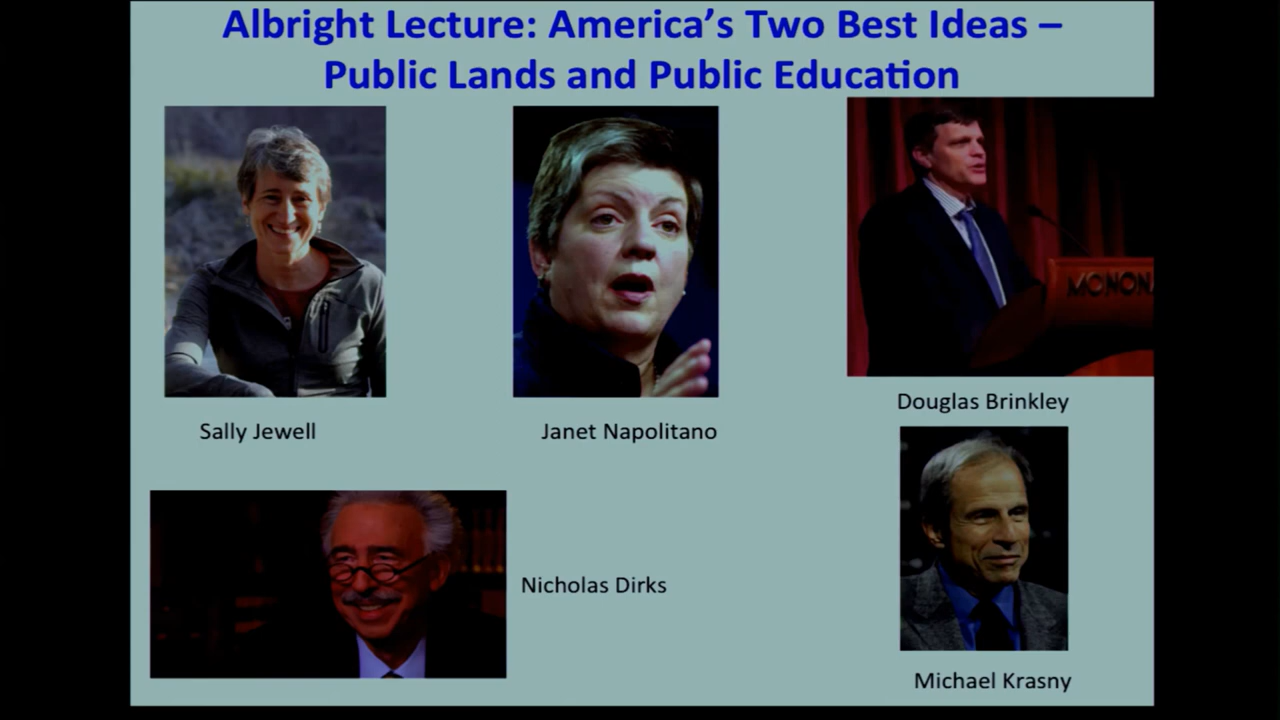 Albright Lecture: America's Two Best Ideas –
Public Lands and Public Education
MONON
Sally Jewell
Janet Napolitano
Douglas Brinkley
Nicholas Dirks
Michael Krasny